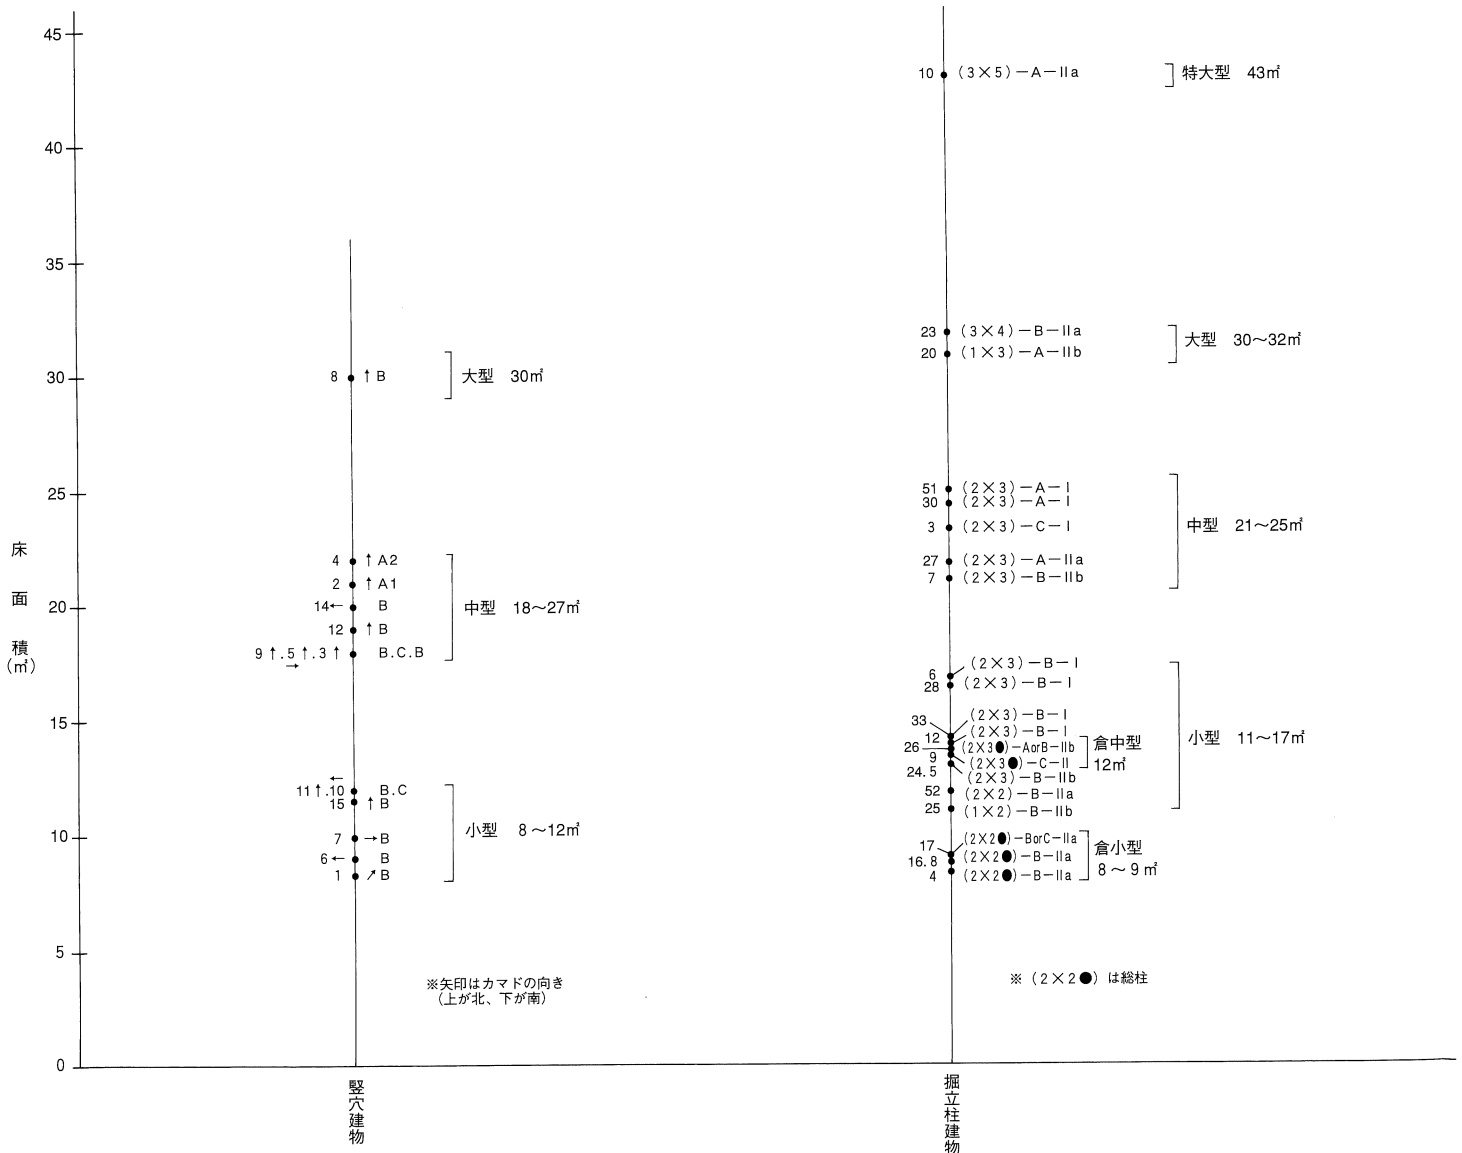 45
40
35
30
25
20
15
10
5
0
床面積
(㎡)
8 ↑B 大型 30㎡
4 ↑A2
2 ↑A1
14← B
12 ↑B
9↑.5↑.3↑ B.C.B
→
中型 18〜27㎡
←
11↑.10 B.C
15 ↑B
7 →B
6← B
1 ↗B
小型 8〜12㎡
※矢印はカマドの向き
(上が北、下が南)
竪穴建物
10 (3×5)−A−IIa 特大型 43㎡
23 (3×4)−B−IIa
20 (1×3)−A−IIb
大型 30〜32㎡
51 (2×3)−A−I
30 (2×3)−A−I
3 (2×3)−C−I
27 (2×3)−A−IIa
7 (2×3)−B−IIb
中型 21〜25㎡
6 (2×3)−B−I
28 (2×3)−B−I
33 (2×3)−B−I
12 (2×3)−B−I
26 (2×3●)−AorB−IIb
9 (2×3●)−C−II
24.5 (2×3)−B−IIb
52 (2×2)−B−IIa
25 (1×2)−B−IIb
倉中型
12㎡
小型 11〜17㎡
17 (2×2●)−BorC−IIa
16.8 (2×2●)−B−IIa
4 (2×2●)−B−IIa
倉小型
8〜9㎡
※(2×2●)は総柱
掘立柱建物